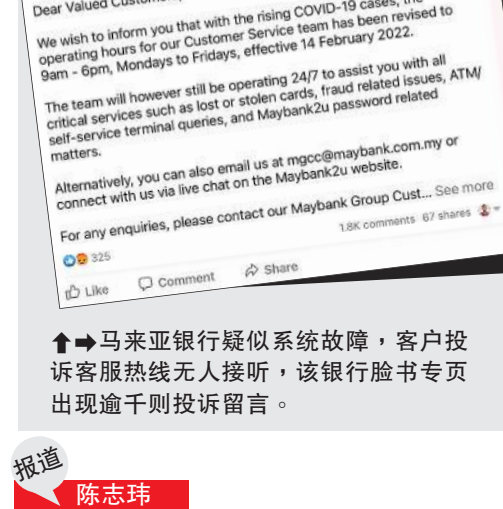 Dear Valued
We wish to inform you that with the rising COVID-19 cases,
operating hours for our Customer Service team has been revised to
9am - 6pm, Mondays to Fridays, effective 14 February 2022.
The team will however still be operating 24/7 to assist you with all
critical services such as lost or stolen cards, fraud related issues, ATM/
self-service terminal queries, and Maybank2u password related
matters.
Alternatively, you can also email us at mgcc@maybank.com.my or
connect with us via live chat on the Maybank2u website.
For any enquiries, please contact our Maybank Group Cust... See more
325
1.8K comments 67 shares
Like Comment Share
⬆➡马来亚银行疑似系统故障，客户投
诉客服热线无人接听，该银行脸书专页
出现逾千则投诉留言。
报道
陈志玮